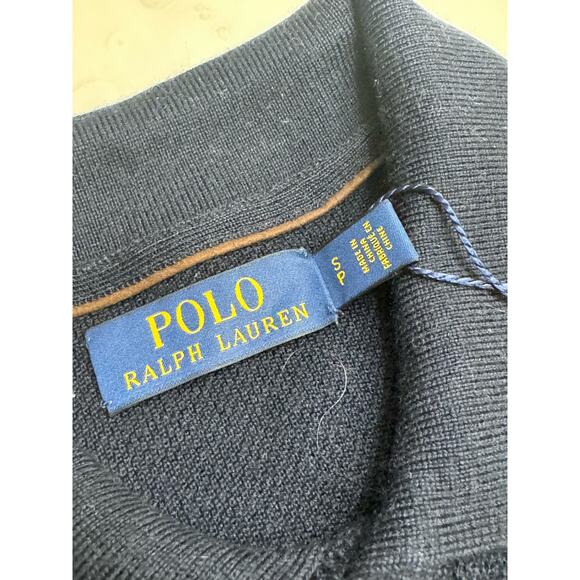 POLO
RALPH LAUREN
S/P
MADE IN
CHINA
FABRIQUÉ EN
CHINE